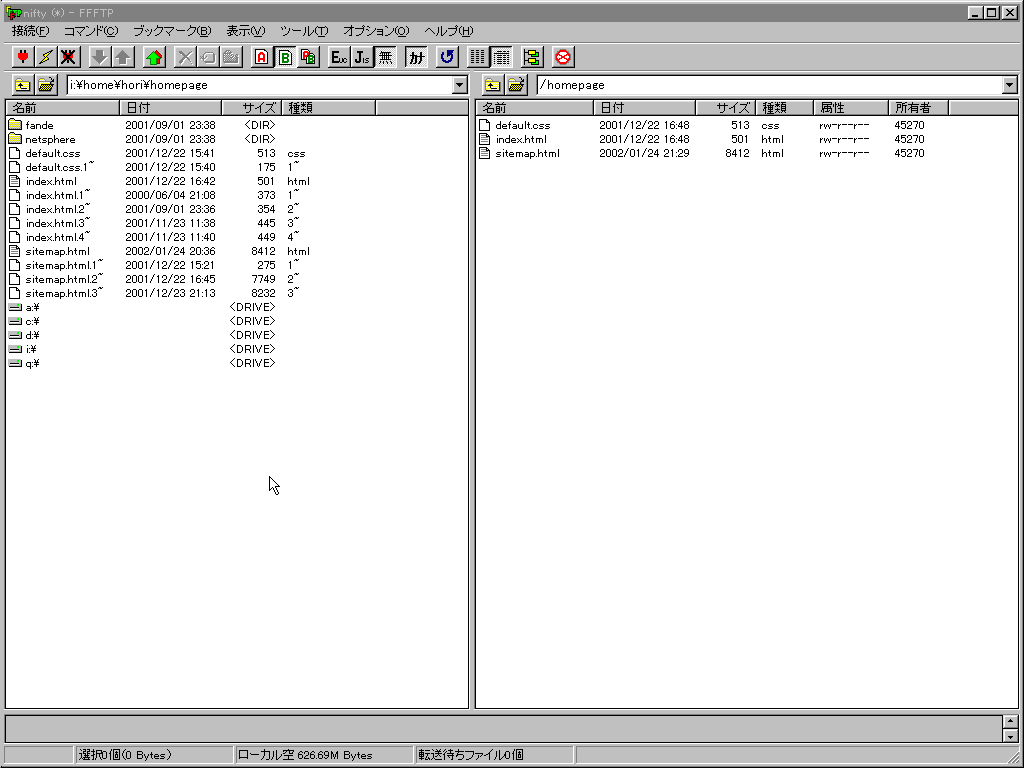 nifty (*) - FFFTP
接続(F) コマンド(C) ブックマーク(B) 表示(V) ツール(T) オプション(O) ヘルプ(H)
A B A B EUC JIS 無 カナ
i:¥home¥hori¥homepage
名前 日付 サイズ 種類
fande 2001/09/01 23:38 <DIR>
netsphere 2001/09/01 23:38 <DIR>
default.css 2001/12/22 15:41 513 css
default.css.1~ 2001/12/22 15:40 175 1~
index.html 2001/12/22 16:42 501 html
index.html.1~ 2000/06/04 21:08 373 1~
index.html.2~ 2001/09/01 23:36 354 2~
index.html.3~ 2001/11/23 11:38 445 3~
index.html.4~ 2001/11/23 11:40 449 4~
sitemap.html 2002/01/24 20:36 8412 html
sitemap.html.1~ 2001/12/22 15:21 275 1~
sitemap.html.2~ 2001/12/22 16:45 7749 2~
sitemap.html.3~ 2001/12/23 21:13 8232 3~
a:¥ <DRIVE>
c:¥ <DRIVE>
d:¥ <DRIVE>
i:¥ <DRIVE>
q:¥ <DRIVE>
/homepage
名前 日付 サイズ 種類 属性 所有者
default.css 2001/12/22 16:48 513 css rw-r--r-- 45270
index.html 2001/12/22 16:48 501 html rw-r--r-- 45270
sitemap.html 2002/01/24 21:29 8412 html rw-r--r-- 45270
選択0個(0 Bytes) ローカル空 626.69M Bytes 転送待ちファイル0個